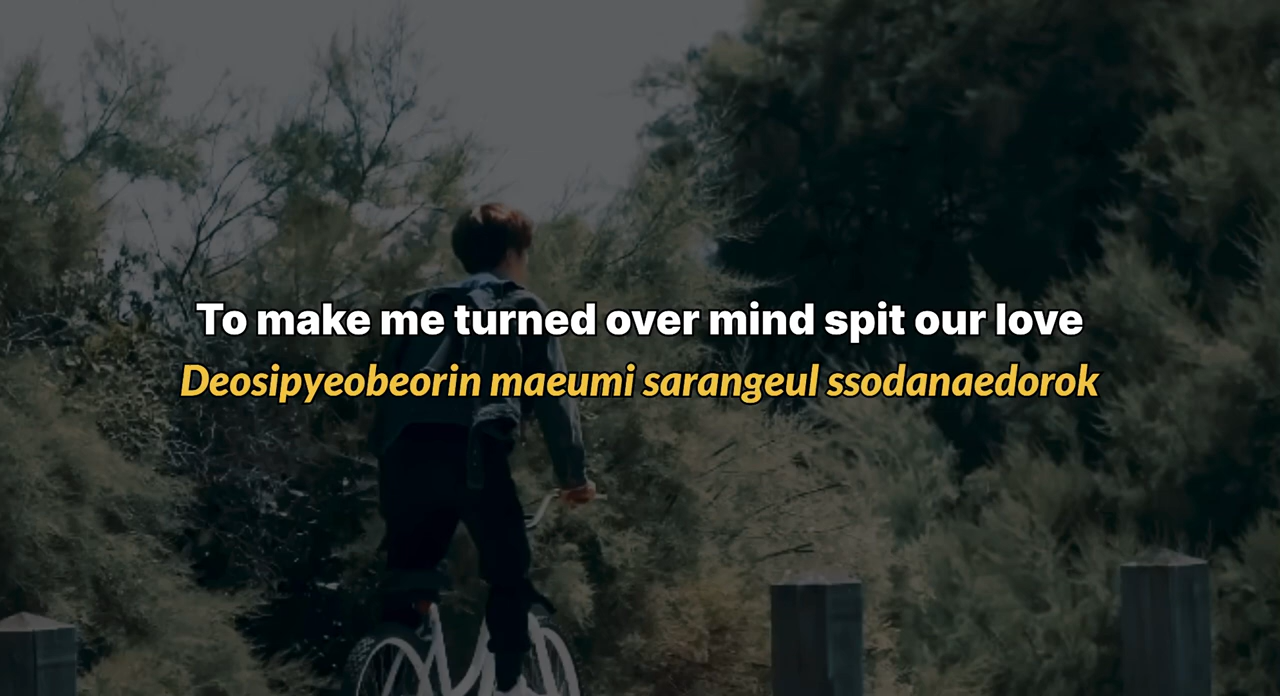 To make me turned over mind spit our love
Deosipyeobeorin maeumi sarangeul ssodanaedorok